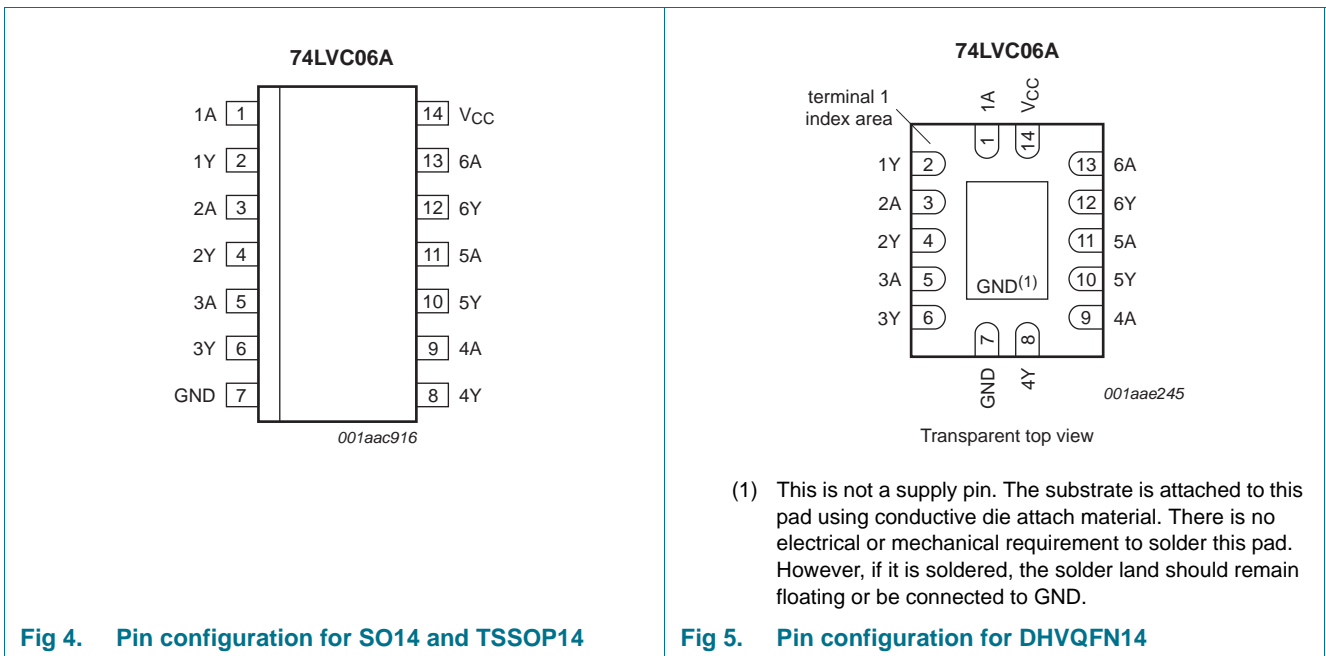 74LVC06A
1A 1
14 VCC
1Y 2
13 6A
2A 3
12 6Y
2Y 4
11 5A
3A 5
10 5Y
3Y 6
9 4A
GND 7
8 4Y
001aac916
Fig 4. Pin configuration for SO14 and TSSOP14
74LVC06A
terminal 1
index area
1A
VCC
1
14
1Y 2
13 6A
2A 3
12 6Y
2Y 4
11 5A
3A 5
GND(1)
10 5Y
3Y 6
9 4A
7
8
GND
4Y
001aae245
Transparent top view
(1) This is not a supply pin. The substrate is attached to this
pad using conductive die attach material. There is no
electrical or mechanical requirement to solder this pad.
However, if it is soldered, the solder land should remain
floating or be connected to GND.
Fig 5. Pin configuration for DHVQFN14